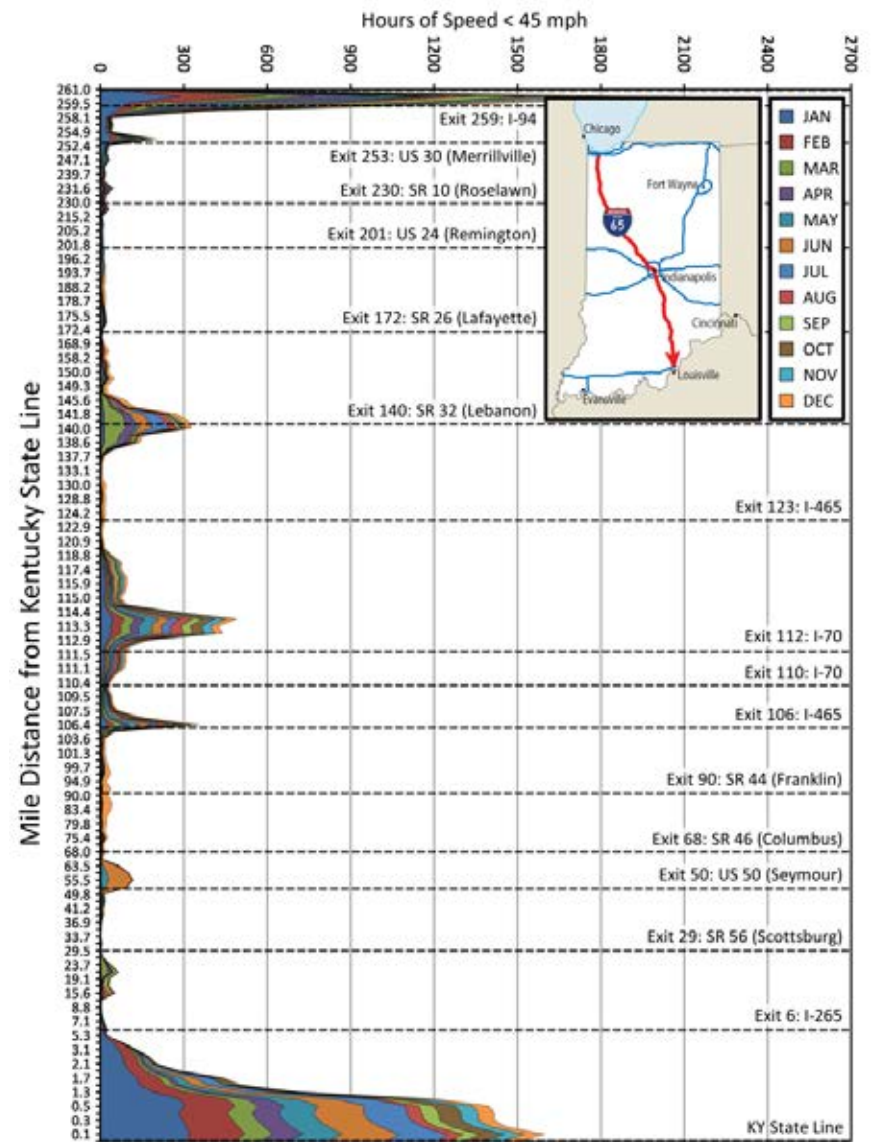 Hours of Speed < 45 mph
0 300 600 900 1200 1500 1800 2100 2400 2700
Mile Distance from Kentucky State Line
261.0
259.5
258.1
254.9
252.4
247.1
239.7
231.6
230.0
215.2
205.2
201.8
196.2
193.7
188.2
178.7
175.5
172.4
168.9
158.2
150.0
149.3
145.6
141.8
140.0
138.6
137.7
133.1
130.0
128.8
124.2
122.9
120.9
118.8
117.4
115.9
115.0
114.4
113.3
112.9
111.5
111.1
110.4
109.5
107.5
106.4
103.6
101.3
99.7
94.9
90.0
83.4
79.8
75.4
68.0
63.5
55.5
49.8
41.2
36.9
33.7
29.5
23.7
19.1
15.6
8.8
7.1
5.3
3.1
2.1
1.7
1.3
0.5
0.3
0.1
Exit 259: I-94
Exit 253: US 30 (Merrillville)
Exit 230: SR 10 (Roselawn)
Exit 201: US 24 (Remington)
Exit 172: SR 26 (Lafayette)
Exit 140: SR 32 (Lebanon)
Exit 123: I-465
Exit 112: I-70
Exit 110: I-70
Exit 106: I-465
Exit 90: SR 44 (Franklin)
Exit 68: SR 46 (Columbus)
Exit 50: US 50 (Seymour)
Exit 29: SR 56 (Scottsburg)
Exit 6: I-265
KY State Line
Chicago
Fort Wayne
65
Indianapolis
Cincinnati
Louisville
Evansville
JAN
FEB
MAR
APR
MAY
JUN
JUL
AUG
SEP
OCT
NOV
DEC